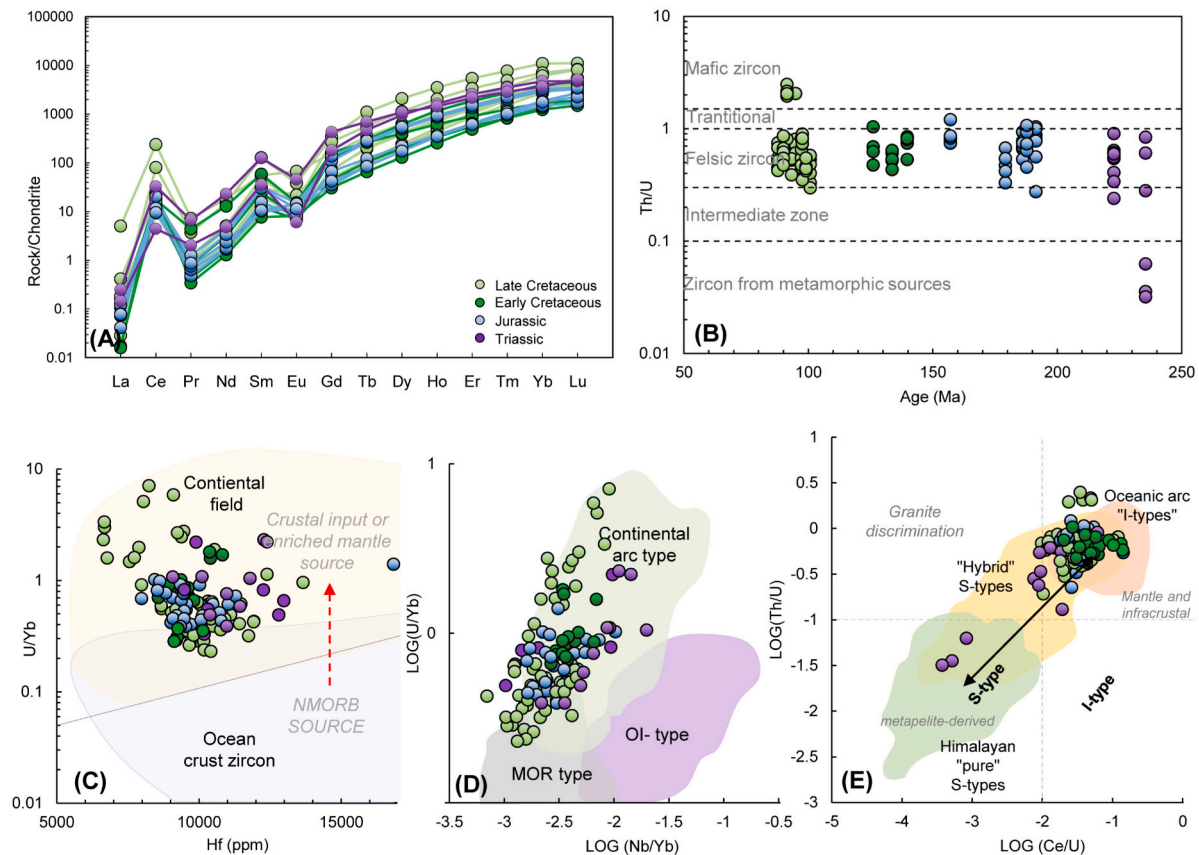 100000
10000
1000
100
10
1
0.1
0.01
Rock/Chondrite
(A)
Late Cretaceous
Early Cretaceous
Jurassic
Triassic
La Ce Pr Nd Sm Eu Gd Tb Dy Ho Er Tm Yb Lu
10
1
0.1
0.01
Th/U
Mafic zircon
Trantitional
Felsic zircon
Intermediate zone
Zircon from metamorphic sources
(B)
50 100 150 200 250
Age (Ma)
10
1
0.1
0.01
U/Yb
Contiental
field
Crustal input or
enriched mantle
source
NMORB
SOURCE
Ocean
crust zircon
(C)
5000 10000 15000
Hf (ppm)
1
0
LOG(U/Yb)
Continental
arc type
OI- type
MOR type
(D)
-3.5 -3 -2.5 -2 -1.5 -1 -0.5
LOG (Nb/Yb)
1
0.5
0
-0.5
-1
-1.5
-2
-2.5
-3
LOG(Th/U)
Granite
discrimination
Oceanic arc
"I-types"
"Hybrid"
S-types
Mantle and
infracrustal
S-type
I-type
metapelite-derived
Himalayan
"pure"
S-types
(E)
-5 -4 -3 -2 -1 0
LOG (Ce/U)